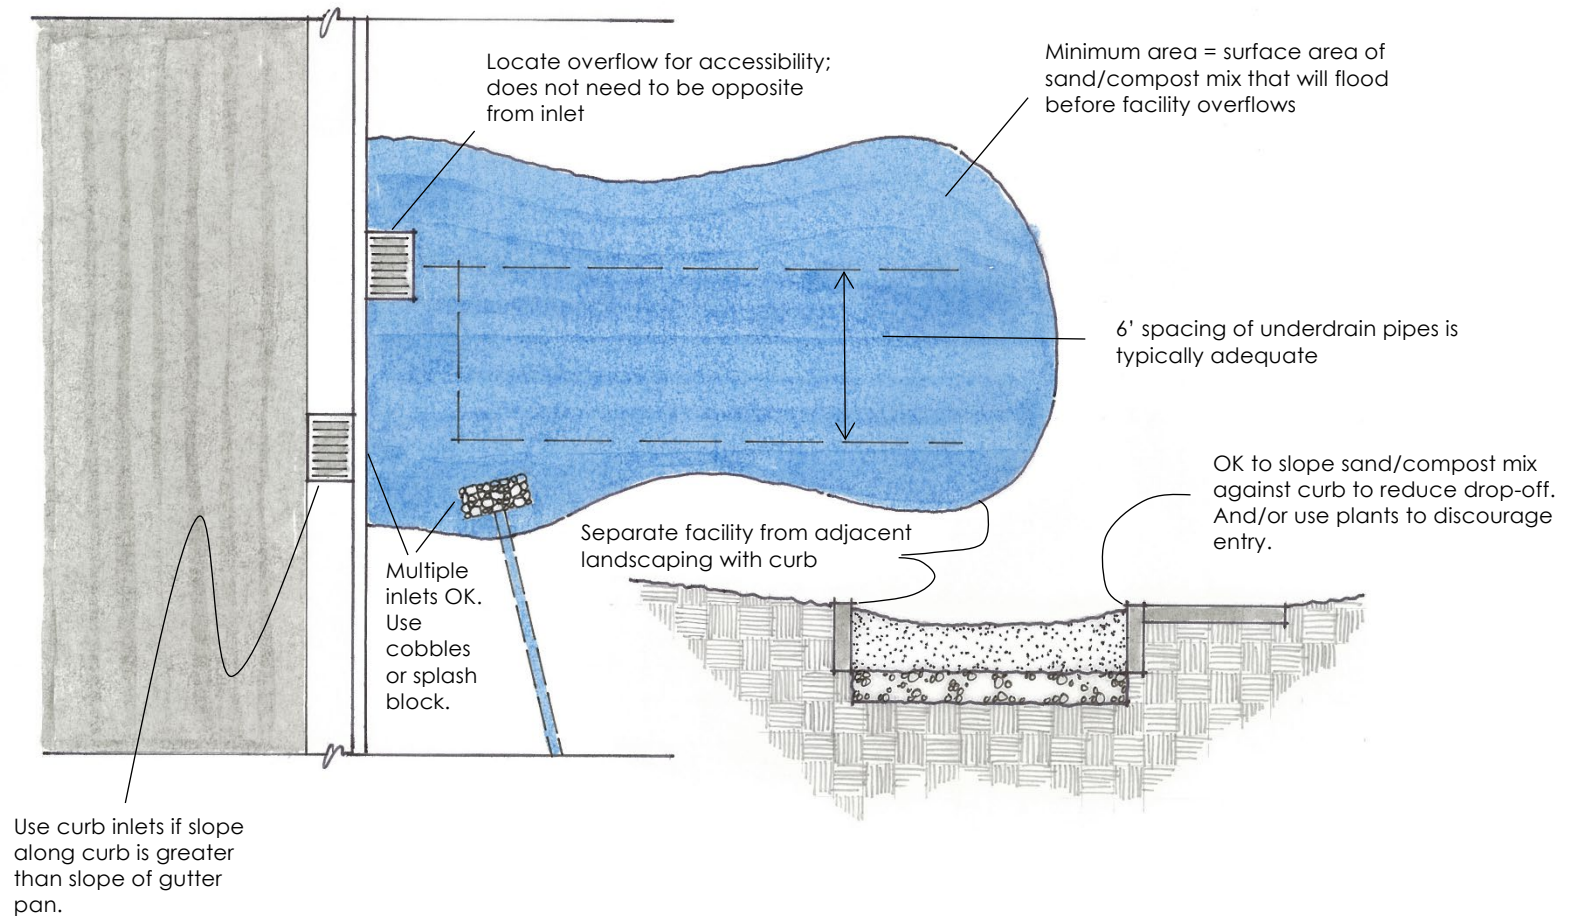 Locate overflow for accessibility;
does not need to be opposite
from inlet
Minimum area = surface area of
sand/compost mix that will flood
before facility overflows
6’ spacing of underdrain pipes is
typically adequate
OK to slope sand/compost mix
against curb to reduce drop-off.
And/or use plants to discourage
entry.
Separate facility from adjacent
landscaping with curb
Multiple
inlets OK.
Use
cobbles
or splash
block.
Use curb inlets if slope
along curb is greater
than slope of gutter
pan.